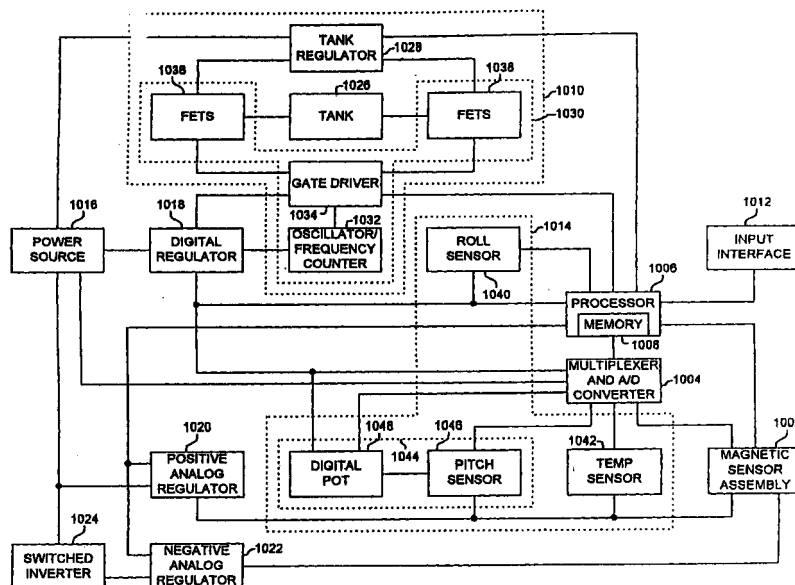 TANK
REGULATOR
1028
1036
1038
1026
FETS
TANK
FETS
1010
1030
GATE DRIVER
1034
1032
1016
1018
OSCILLATOR/
FREQUENCY
COUNTER
1014
1012
POWER
SOURCE
DIGITAL
REGULATOR
ROLL
SENSOR
INPUT
INTERFACE
1040
1006
PROCESSOR
MEMORY
1008
MULTIPLEXER
AND A/D
CONVERTER
1004
1020
1048
1044
1046
1042
100
POSITIVE
ANALOG
REGULATOR
DIGITAL
POT
PITCH
SENSOR
TEMP
SENSOR
MAGNETIC
SENSOR
ASSEMBLY
1024
1022
SWITCHED
INVERTER
NEGATIVE
ANALOG
REGULATOR